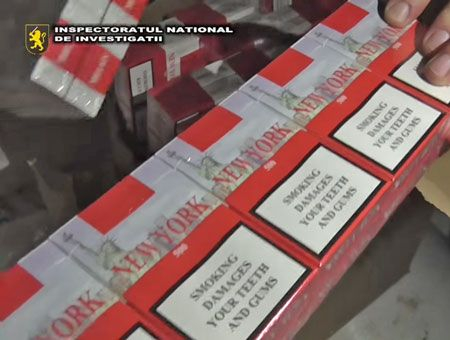 INSPECTORATUL NATIONAL
DE INVESTIGATII
NEW YORK
SMOKING
DAMAGES
YOUR TEETH
AND GUMS
NEW YORK
SMOKING
DAMAGES
YOUR TEETH
AND GUMS
NEW YORK
SMOKING
DAMAGES
YOUR TEETH
AND GUMS
NEW YORK